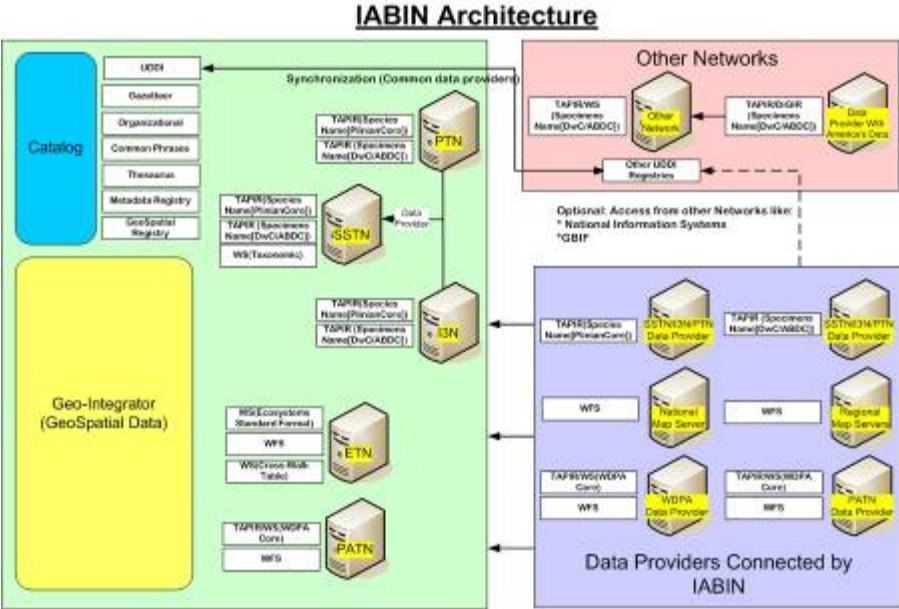 IABIN Architecture
Catalog
UDDI
Gazetteer
Organizational
Common Phrases
Thesaurus
Metadata Registry
GeoSpatial
Registry
Geo-Integrator
(GeoSpatial Data)
Synchronization (Common data providers)
TAPIR(Species
Name[PlinianCore])
TAPIR (Specimens
Name[DwC/ABDC])
PTN
TAPIR(Species
Name[PlinianCore])
TAPIR (Specimens
Name[DwC/ABDC])
WS(Taxonomic)
SSTN
Data
Provider
TAPIR(Species
Name[PlinianCore])
TAPIR (Specimens
Name[DwC/ABDC])
I3N
WS(Ecosystems
Standard Format)
WFS
WS(Cross-Walk
Table)
ETN
TAPIR/WS(WDPA
Core)
WFS
PATN
Other Networks
TAPIR/WS
(Specimens
Name[DwC/ABDC])
Other
Network
TAPIR/DiGIR
(Specimens
Name[DwC/ABDC])
Data
Provider With
America's Data
Other UDDI
Registries
Optional: Access from other Networks like:
* National Information Systems
*GBIF
TAPIR(Species
Name[PlinianCore])
SSTN/I3N/PTN
Data Provider
TAPIR (Specimens
Name[DwC/ABDC])
SSTN/I3N/PTN
Data Provider
WFS
National
Map Server
WFS
Regional
Map Servers
TAPIR/WS(WDPA
Core)
WFS
WDPA
Data Provider
TAPIR/WS(WDPA
Core)
WFS
PATN
Data Provider
Data Providers Connected by
IABIN